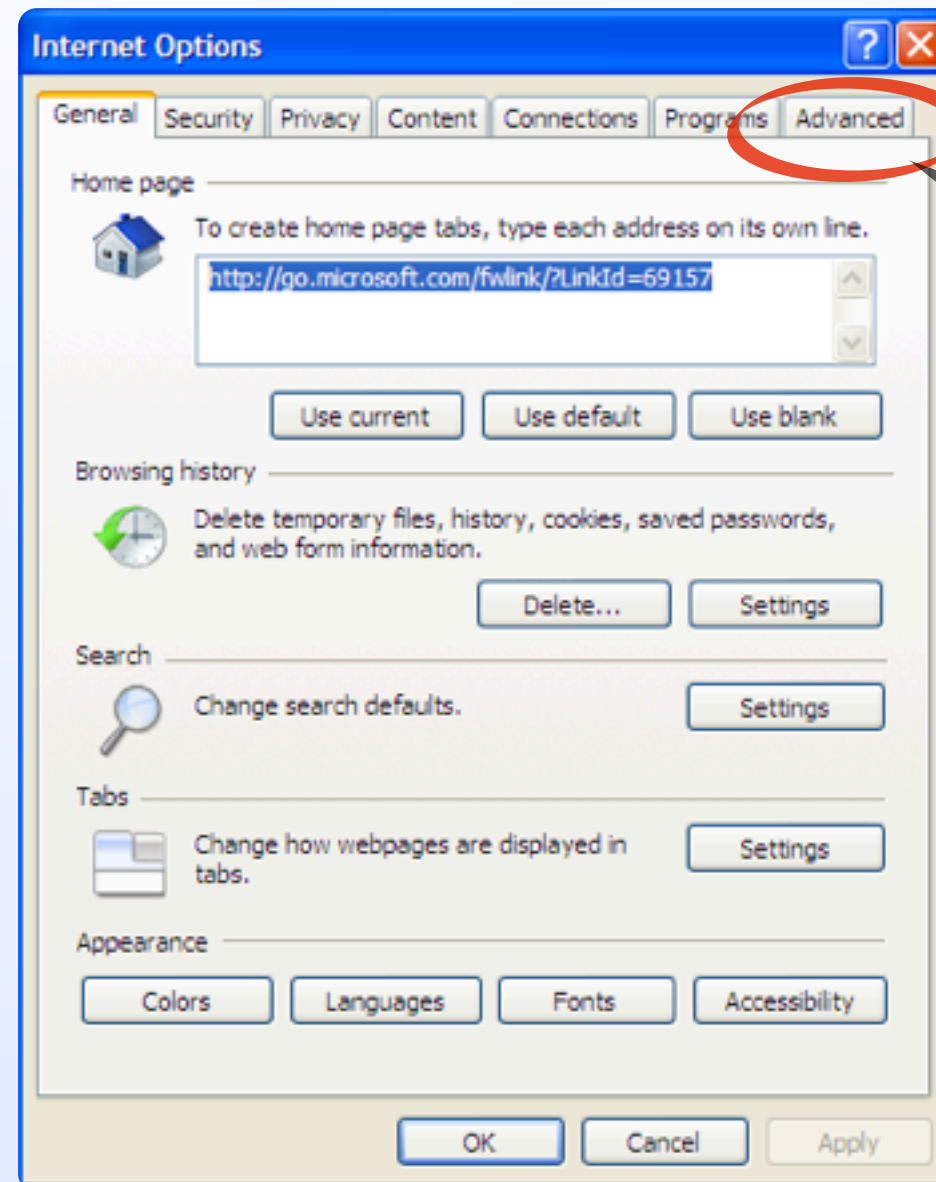 Internet Options
General Security Privacy Content Connections Programs Advanced
Home page
To create home page tabs, type each address on its own line.
http://go.microsoft.com/fwlink/?LinkId=69157
Use current Use default Use blank
Browsing history
Delete temporary files, history, cookies, saved passwords,
and web form information.
Delete... Settings
Search
Change search defaults. Settings
Tabs
Change how webpages are displayed in
tabs.
Settings
Appearance
Colors Languages Fonts Accessibility
OK Cancel Apply